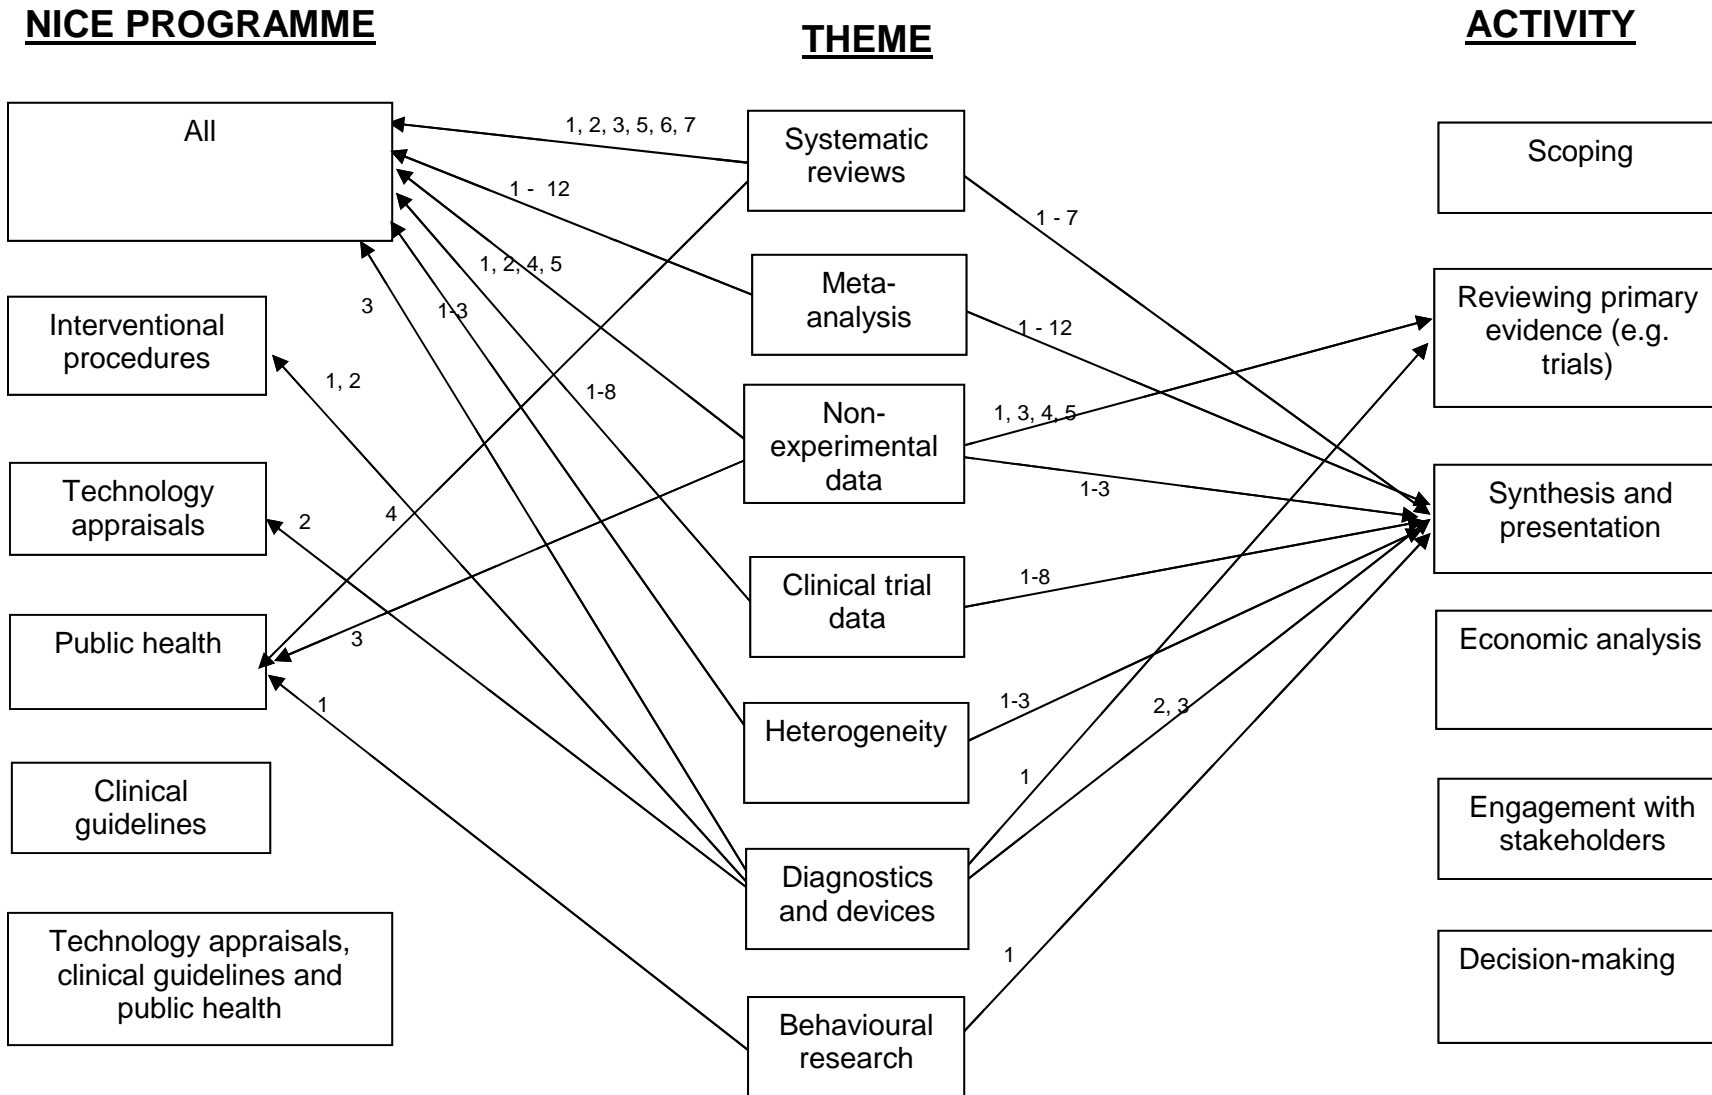 NICE PROGRAMME
THEME
ACTIVITY
All
Interventional
procedures
Technology
appraisals
Public health
Clinical
guidelines
Technology appraisals,
clinical guidelines and
public health
1, 2, 3, 5, 6, 7
1 - 12
1, 2, 4, 5
3
1-3
1, 2
1-8
2
4
3
1
Systematic
reviews
Meta-
analysis
Non-
experimental
data
Clinical trial
data
Heterogeneity
Diagnostics
and devices
Behavioural
research
1 - 7
1 - 12
1, 3, 4, 5
1-3
1-8
1-3
2, 3
1
1
Scoping
Reviewing primary
evidence (e.g.
trials)
Synthesis and
presentation
Economic analysis
Engagement with
stakeholders
Decision-making